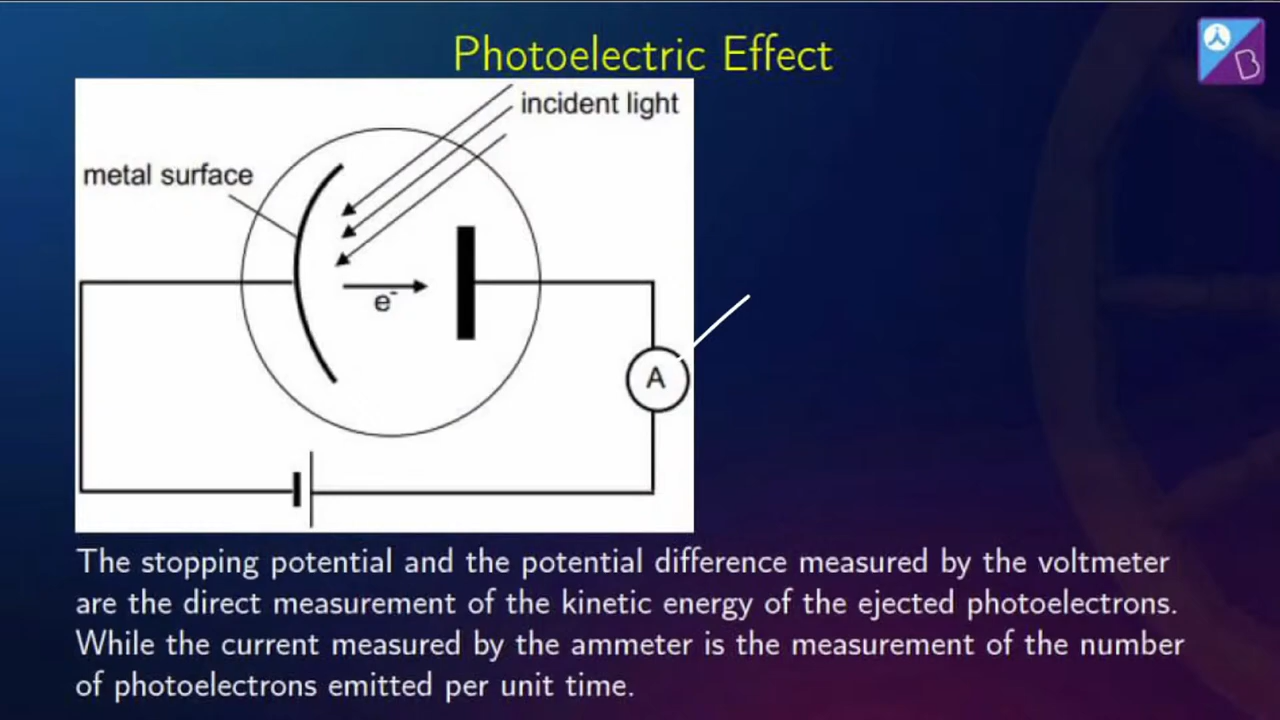 Photoelectric Effect
incident light
metal surface
e-
A
The stopping potential and the potential difference measured by the voltmeter
are the direct measurement of the kinetic energy of the ejected photoelectrons.
While the current measured by the ammeter is the measurement of the number
of photoelectrons emitted per unit time.